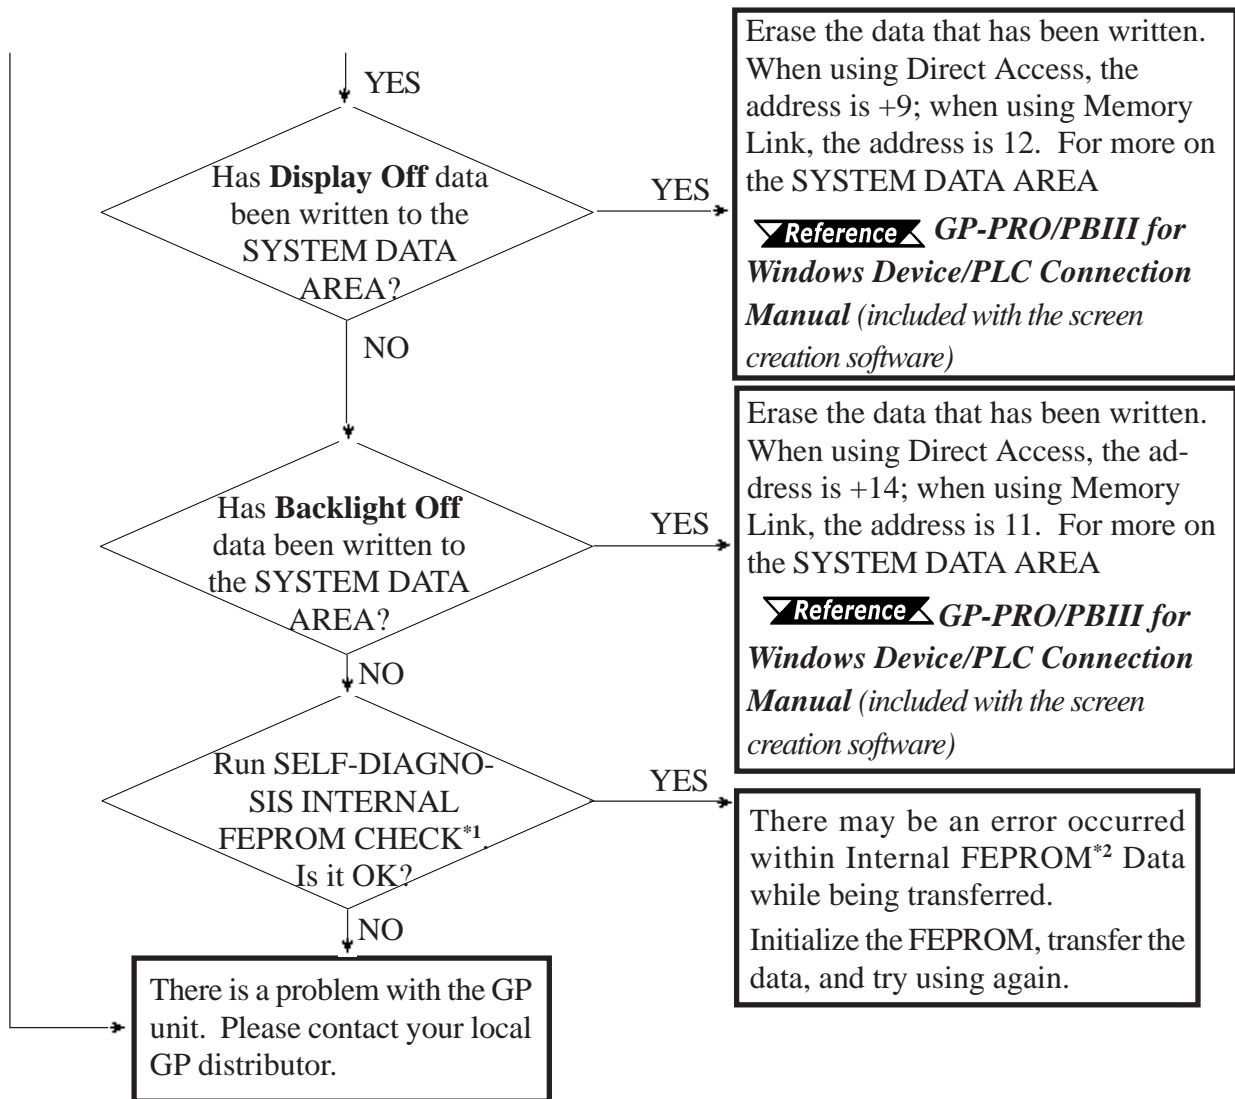 YES
Has Display Off data
been written to the
SYSTEM DATA
AREA?
YES
Erase the data that has been written.
When using Direct Access, the
address is +9; when using Memory
Link, the address is 12. For more on
the SYSTEM DATA AREA
Reference GP-PRO/PBIII for
Windows Device/PLC Connection
Manual (included with the screen
creation software)
NO
Has Backlight Off
data been written to
the SYSTEM DATA
AREA?
YES
Erase the data that has been written.
When using Direct Access, the ad-
dress is +14; when using Memory
Link, the address is 11. For more on
the SYSTEM DATA AREA
Reference GP-PRO/PBIII for
Windows Device/PLC Connection
Manual (included with the screen
creation software)
NO
Run SELF-DIAGNO-
SIS INTERNAL
FEPROM CHECK*1.
Is it OK?
YES
There may be an error occurred
within Internal FEPROM*2 Data
while being transferred.
Initialize the FEPROM, transfer the
data, and try using again.
NO
There is a problem with the GP
unit. Please contact your local
GP distributor.